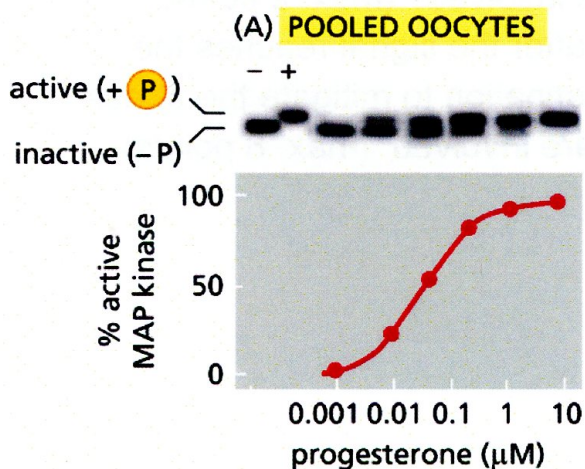 (A) POOLED OOCYTES
– +
active (+ P )
inactive (– P)
100
50
0
% active
MAP kinase
0.001 0.01 0.1 1 10
progesterone (μM)